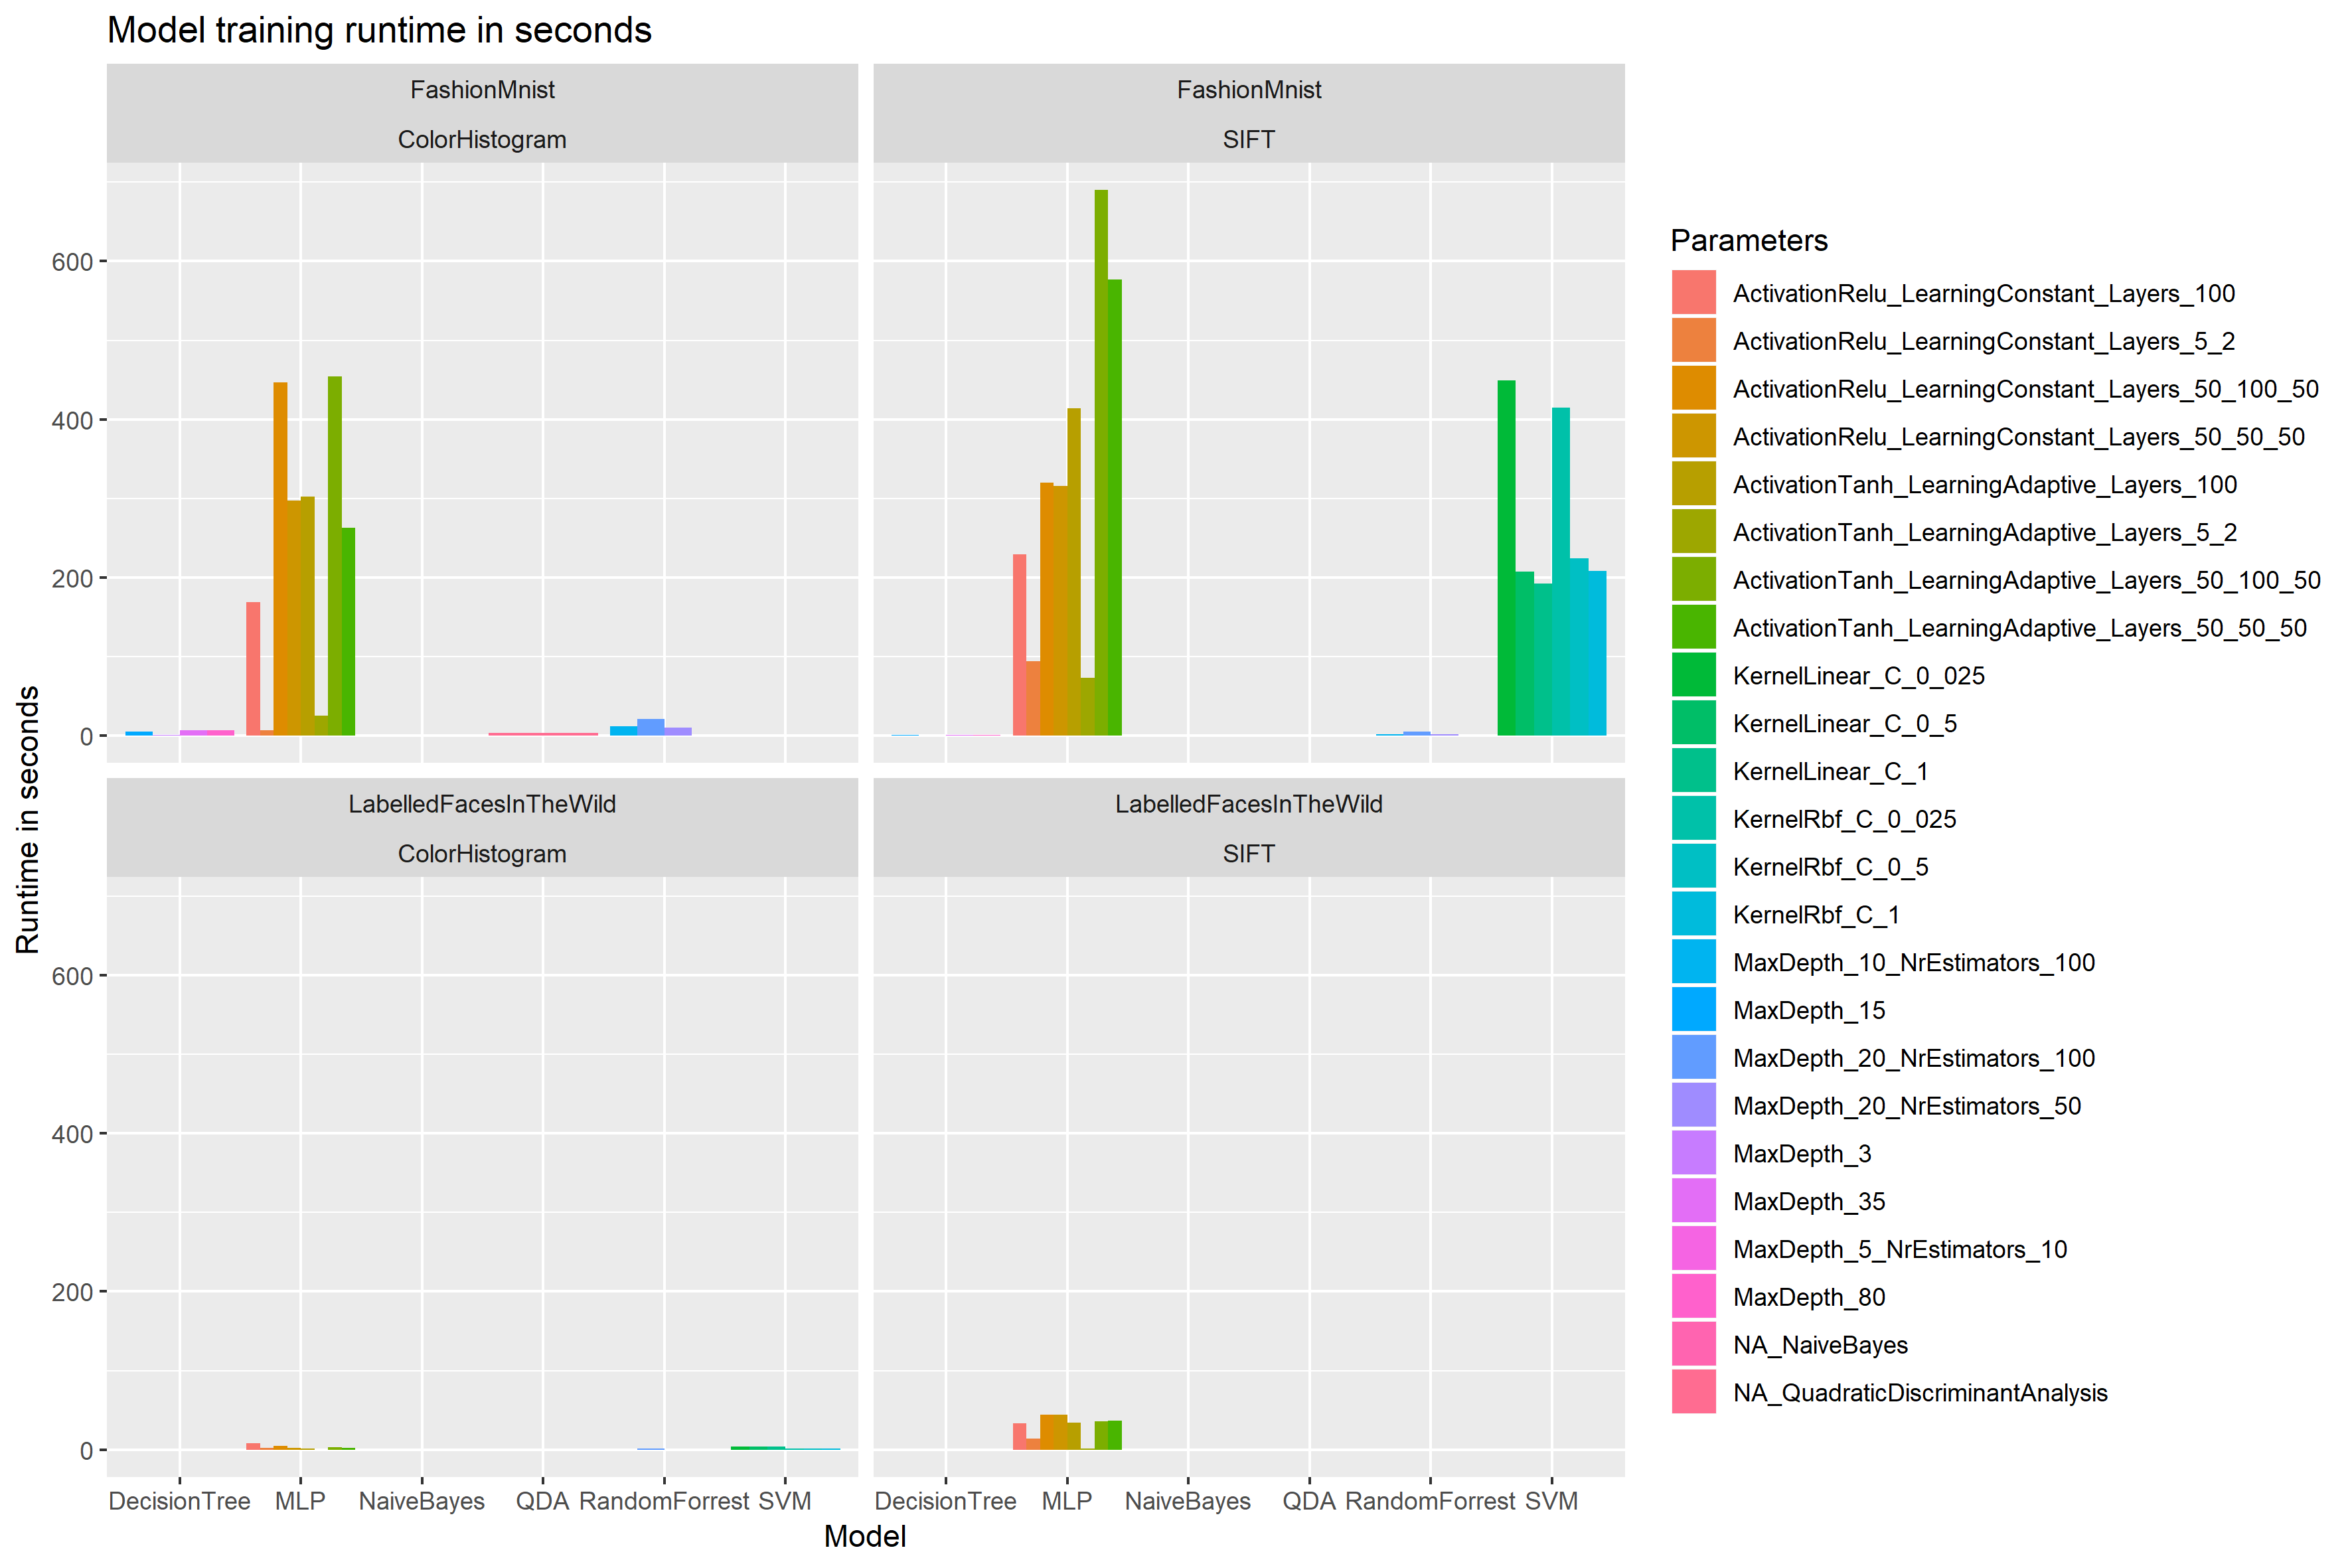 Model training runtime in seconds
FashionMnist
ColorHistogram
FashionMnist
SIFT
600
400
200
0
LabelledFacesInTheWild
ColorHistogram
LabelledFacesInTheWild
SIFT
600
400
200
0
Runtime in seconds
DecisionTree MLP NaiveBayes QDA RandomForrest SVM
DecisionTree MLP NaiveBayes QDA RandomForrest SVM
Model
Parameters
ActivationRelu_LearningConstant_Layers_100
ActivationRelu_LearningConstant_Layers_5_2
ActivationRelu_LearningConstant_Layers_50_100_50
ActivationRelu_LearningConstant_Layers_50_50_50
ActivationTanh_LearningAdaptive_Layers_100
ActivationTanh_LearningAdaptive_Layers_5_2
ActivationTanh_LearningAdaptive_Layers_50_100_50
ActivationTanh_LearningAdaptive_Layers_50_50_50
KernelLinear_C_0_025
KernelLinear_C_0_5
KernelLinear_C_1
KernelRbf_C_0_025
KernelRbf_C_0_5
KernelRbf_C_1
MaxDepth_10_NrEstimators_100
MaxDepth_15
MaxDepth_20_NrEstimators_100
MaxDepth_20_NrEstimators_50
MaxDepth_3
MaxDepth_35
MaxDepth_5_NrEstimators_10
MaxDepth_80
NA_NaiveBayes
NA_QuadraticDiscriminantAnalysis